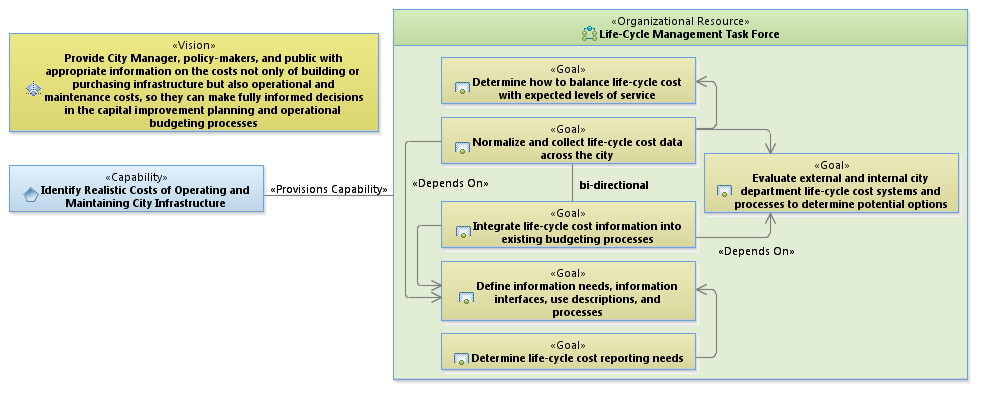 «Vision»
Provide City Manager, policy-makers, and public with
appropriate information on the costs not only of building or
purchasing infrastructure but also operational and
maintenance costs, so they can make fully informed decisions
in the capital improvement planning and operational
budgeting processes
«Capability»
Identify Realistic Costs of Operating and
Maintaining City Infrastructure
«Provisions Capability»
«Organizational Resource»
Life-Cycle Management Task Force
«Goal»
Determine how to balance life-cycle cost
with expected levels of service
«Goal»
Normalize and collect life-cycle cost data
across the city
«Depends On»
bi-directional
«Goal»
Evaluate external and internal city
department life-cycle cost systems and
processes to determine potential options
«Goal»
Integrate life-cycle cost information into
existing budgeting processes
«Depends On»
«Goal»
Define information needs, information
interfaces, use descriptions, and
processes
«Goal»
Determine life-cycle cost reporting needs